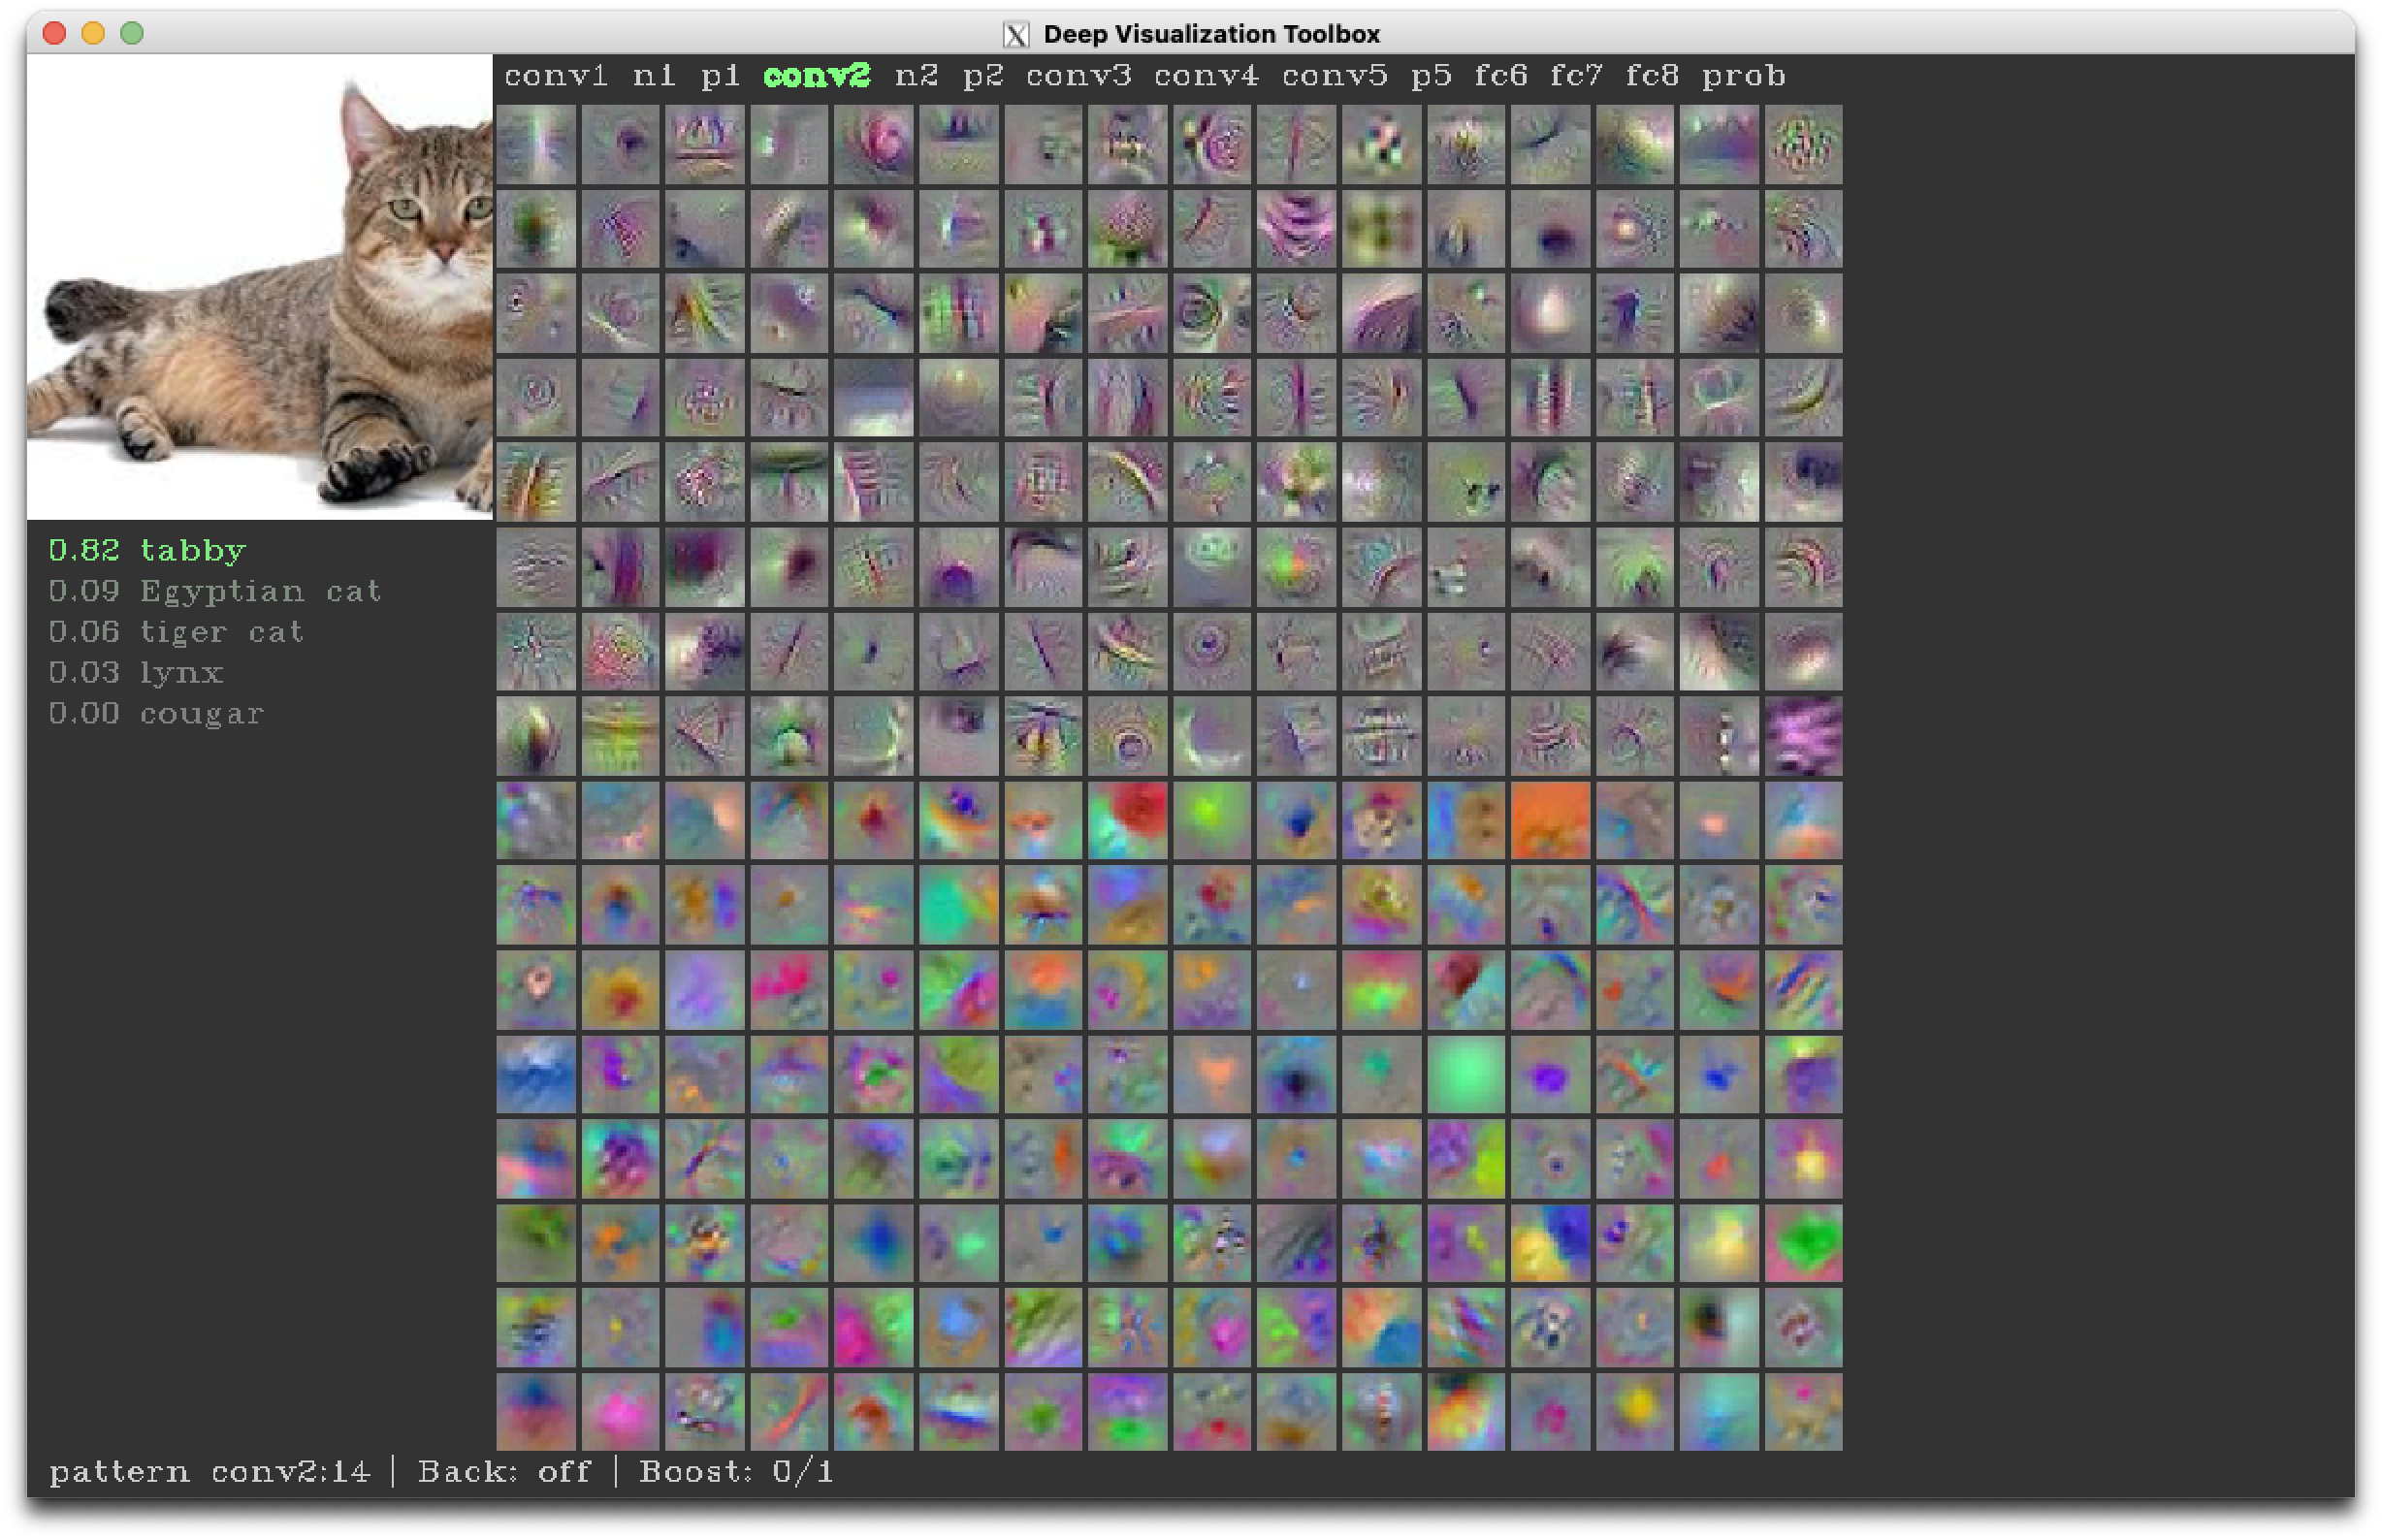 Deep Visualization Toolbox
conv1 n1 p1 conv2 n2 p2 conv3 conv4 conv5 p5 fc6 fc7 fc8 prob
0.82 tabby
0.09 Egyptian cat
0.06 tiger cat
0.03 lynx
0.00 cougar
pattern conv2:14 | Back: off | Boost: 0/1